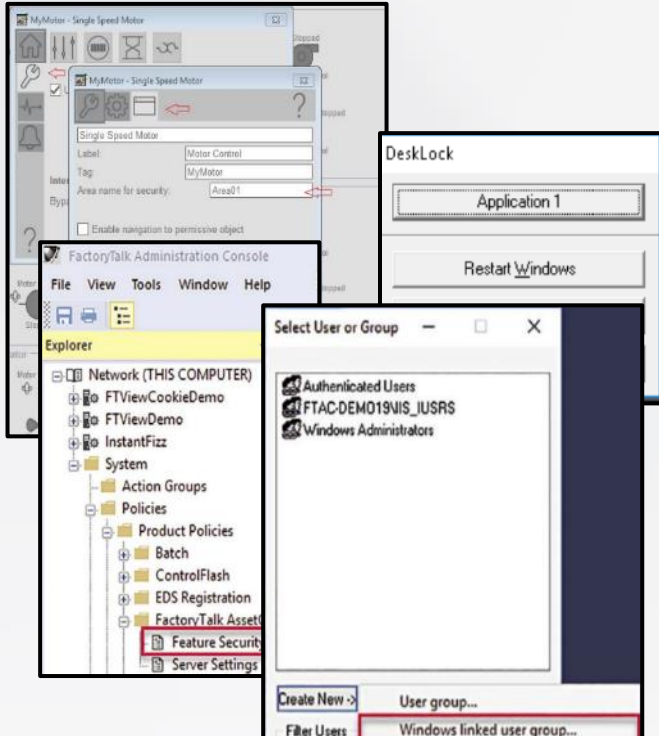 MyMotor - Single Speed Motor
Stopped
MyMotor - Single Speed Motor
Single Speed Motor
Label:
Motor Control
Tag:
MyMotor
Area name for security:
Area01
Enable navigation to permissive object
?
?
FactoryTalk Administration Console
File View Tools Window Help
Explorer
Network (THIS COMPUTER)
FTViewCookieDemo
FTViewDemo
InstantFizz
System
Action Groups
Policies
Product Policies
Batch
ControlFlash
EDS Registration
Feature Security
Server Settings
DeskLock
Application 1
Restart Windows
Select User or Group
Authenticated Users
FTAC-DEMO19\IIS_IUSRS
Windows Administrators
Create New ->
User group...
Filter Users
Windows linked user group...